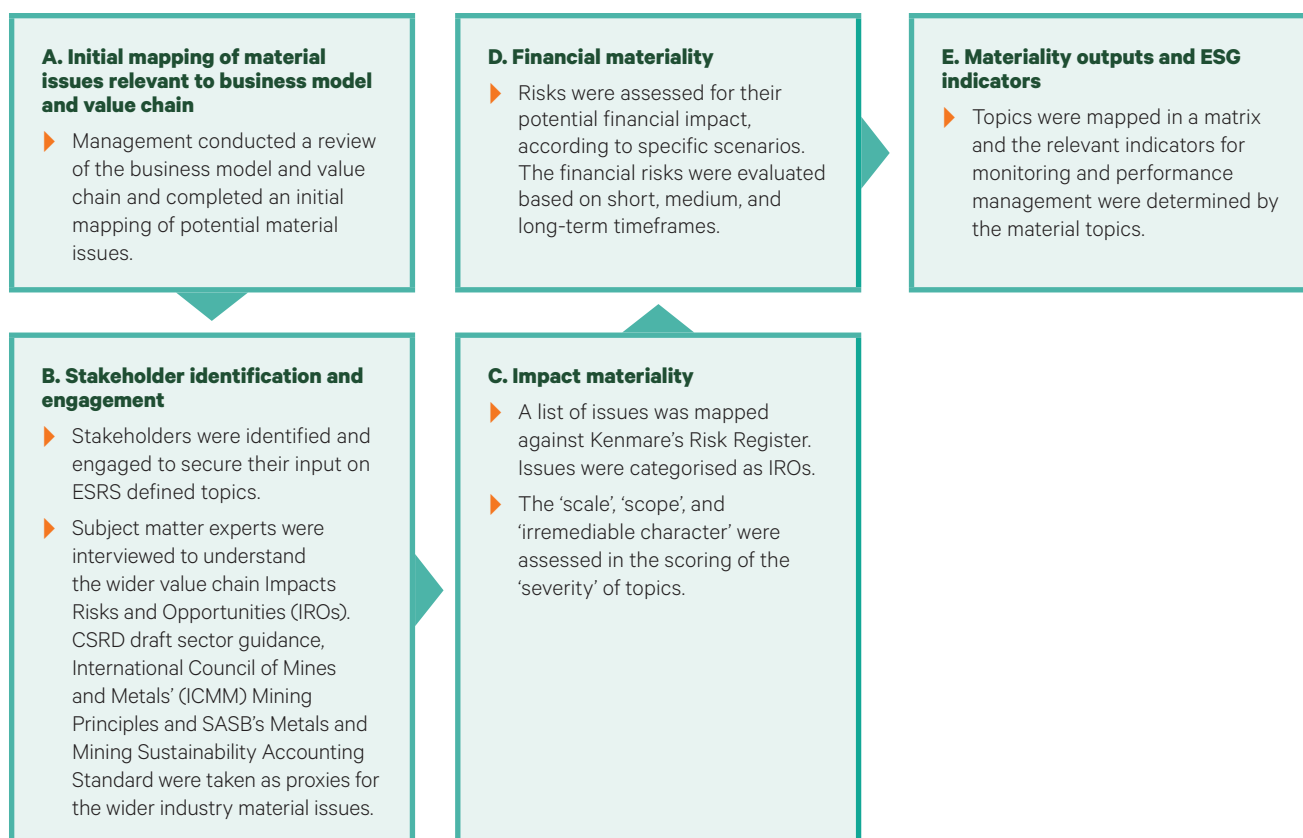 A. Initial mapping of material
issues relevant to business model
and value chain
Management conducted a review
of the business model and value
chain and completed an initial
mapping of potential material
issues.
B. Stakeholder identification and
engagement
Stakeholders were identified and
engaged to secure their input on
ESRS defined topics.
Subject matter experts were
interviewed to understand
the wider value chain Impacts
Risks and Opportunities (IROs).
CSRD draft sector guidance,
International Council of Mines
and Metals’ (ICMM) Mining
Principles and SASB’s Metals and
Mining Sustainability Accounting
Standard were taken as proxies for
the wider industry material issues.
C. Impact materiality
A list of issues was mapped
against Kenmare’s Risk Register.
Issues were categorised as IROs.
The ‘scale’, ‘scope’, and
‘irremediable character’ were
assessed in the scoring of the
‘severity’ of topics.
D. Financial materiality
Risks were assessed for their
potential financial impact,
according to specific scenarios.
The financial risks were evaluated
based on short, medium, and
long-term timeframes.
E. Materiality outputs and ESG
indicators
Topics were mapped in a matrix
and the relevant indicators for
monitoring and performance
management were determined by
the material topics.